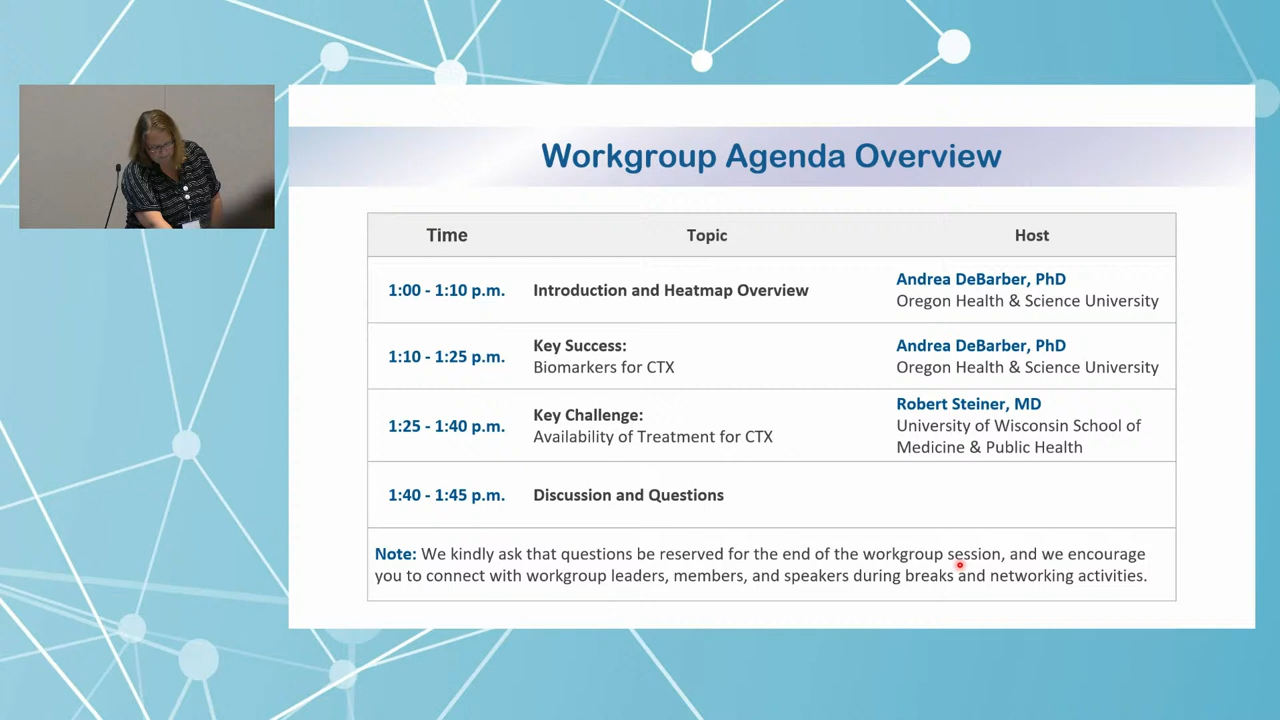 Workgroup Agenda Overview
Time Topic Host
1:00 - 1:10 p.m. Introduction and Heatmap Overview Andrea DeBarber, PhD
Oregon Health & Science University
1:10 - 1:25 p.m. Key Success:
Biomarkers for CTX
Andrea DeBarber, PhD
Oregon Health & Science University
1:25 - 1:40 p.m. Key Challenge:
Availability of Treatment for CTX
Robert Steiner, MD
University of Wisconsin School of
Medicine & Public Health
1:40 - 1:45 p.m. Discussion and Questions
Note: We kindly ask that questions be reserved for the end of the workgroup session, and we encourage
you to connect with workgroup leaders, members, and speakers during breaks and networking activities.